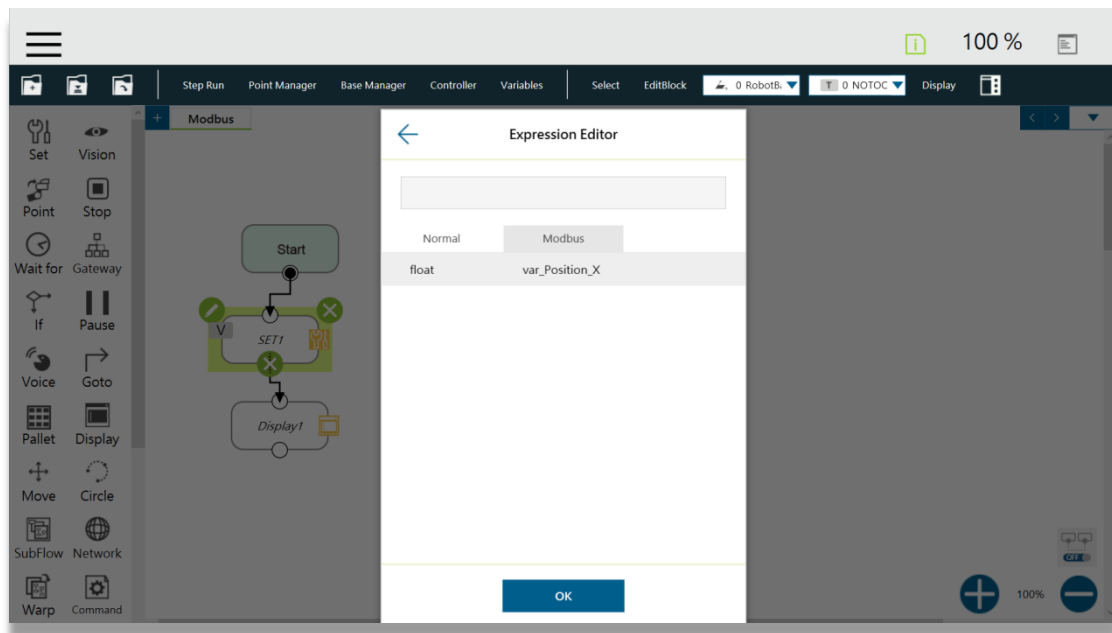 100 %
Step Run Point Manager Base Manager Controller Variables Select EditBlock 0 RobotB. T 0 NOTOC Display
+ Modbus < >
Set Vision
Point Stop
Wait for Gateway
If Pause
Voice Goto
Pallet Display
Move Circle
SubFlow Network
Warp Command
Start
V SET1
Display1
Expression Editor
Normal Modbus
float var_Position_X
OK
OFF
100%